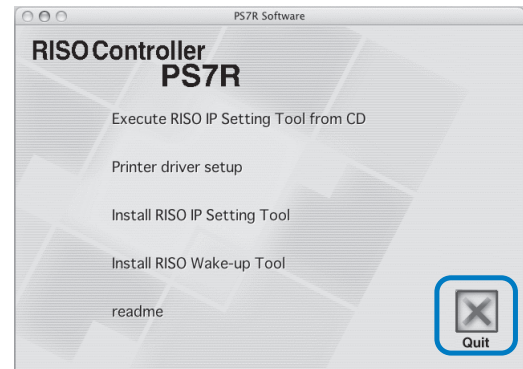 PS7R Software
RISO Controller
PS7R
Execute RISO IP Setting Tool from CD
Printer driver setup
Install RISO IP Setting Tool
Install RISO Wake-up Tool
readme
Quit